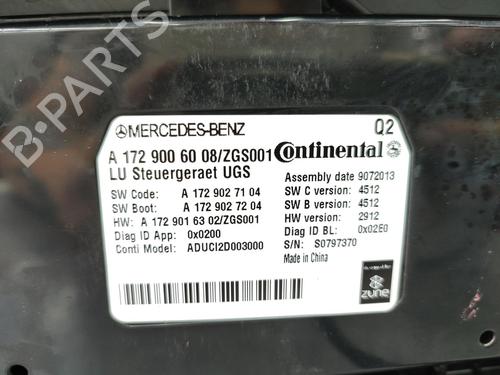 B-PARTS
MERCEDES-BENZ
Q2
A 172 900 60 08/ZGS001
Continental
LU Steuergeraet UGS
Assembly date 9072013
SW Code: A 172 902 71 04
SW C version: 4512
SW Boot: A 172 902 72 04
SW B version: 4512
HW: A 172 901 63 02/ZGS001
HW version: 2912
Diag ID App: 0x0200
Diag ID BL: 0x02E0
Conti Model: ADUCI2D003000
S/N: S0797370
Made in China
zune